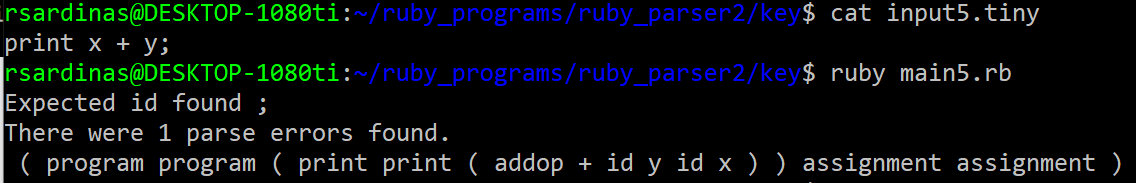 rsardinas@DESKTOP-1080ti:~/ruby_programs/ruby_parser2/key$ cat input5.tiny
print x + y;
rsardinas@DESKTOP-1080ti:~/ruby_programs/ruby_parser2/key$ ruby main5.rb
Expected id found ;
There were 1 parse errors found.
 ( program program ( print print ( addop + id y id x ) ) assignment assignment )